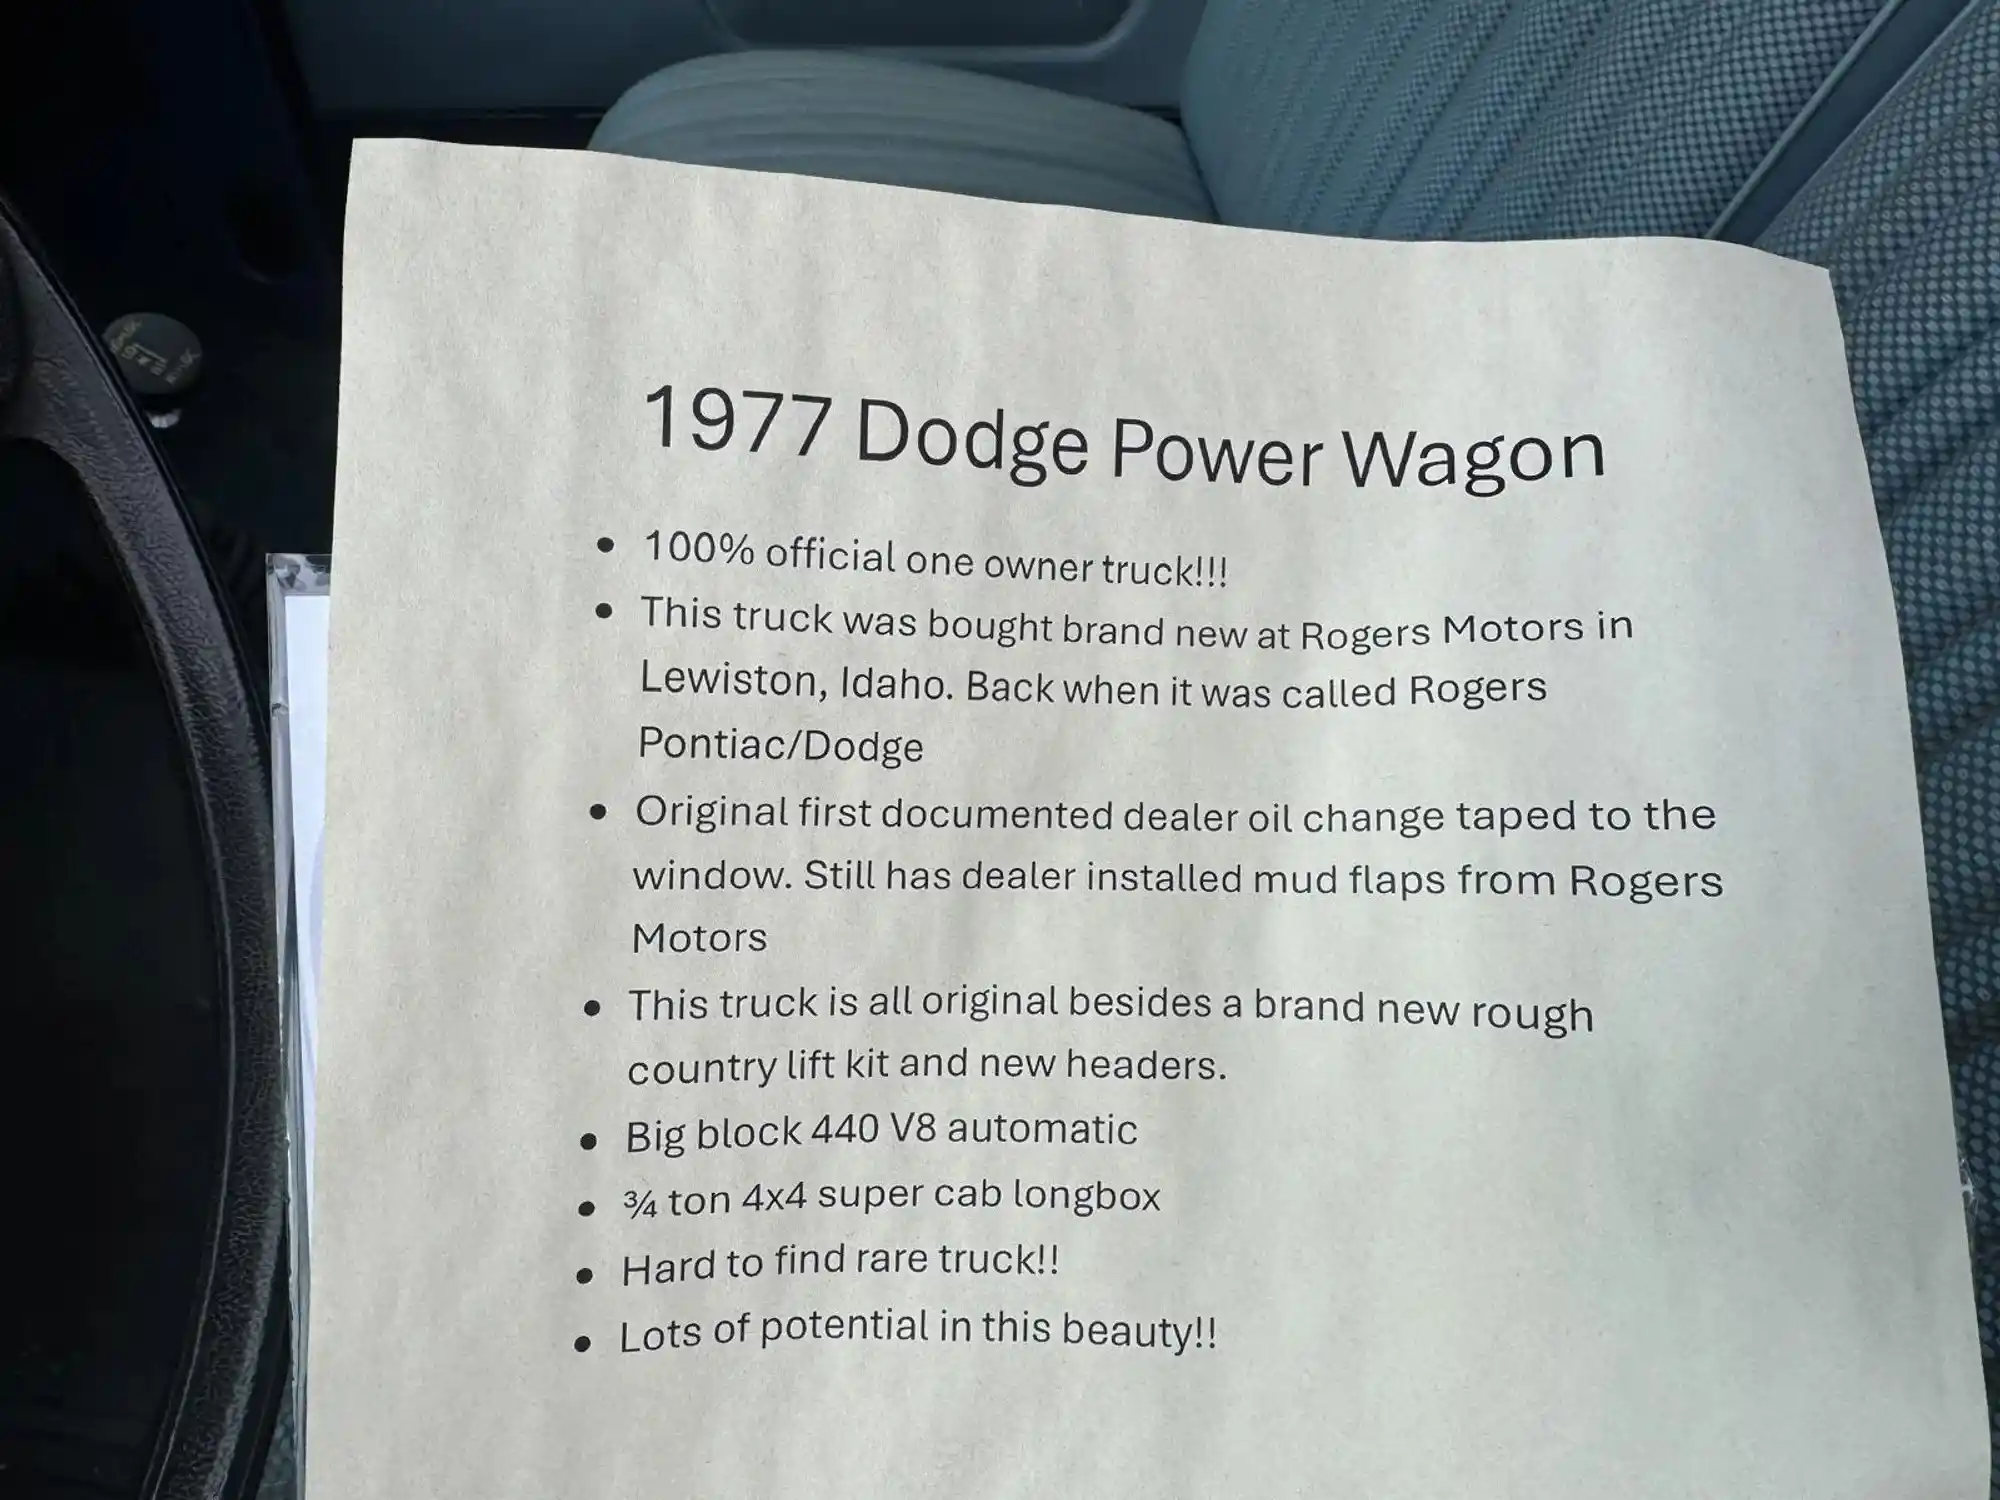 1977 Dodge Power Wagon
• 100% official one owner truck!!!
• This truck was bought brand new at Rogers Motors in
Lewiston, Idaho. Back when it was called Rogers
Pontiac/Dodge
• Original first documented dealer oil change taped to the
window. Still has dealer installed mud flaps from Rogers
Motors
• This truck is all original besides a brand new rough
country lift kit and new headers.
• Big block 440 V8 automatic
• ¾ ton 4x4 super cab longbox
• Hard to find rare truck!!
• Lots of potential in this beauty!!